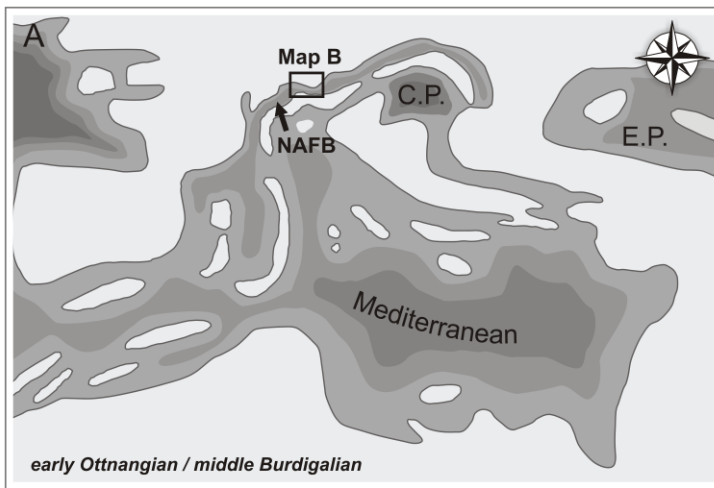 A
Map B
C.P.
NAFB
E.P.
Mediterranean
early Ottnangian / middle Burdigalian